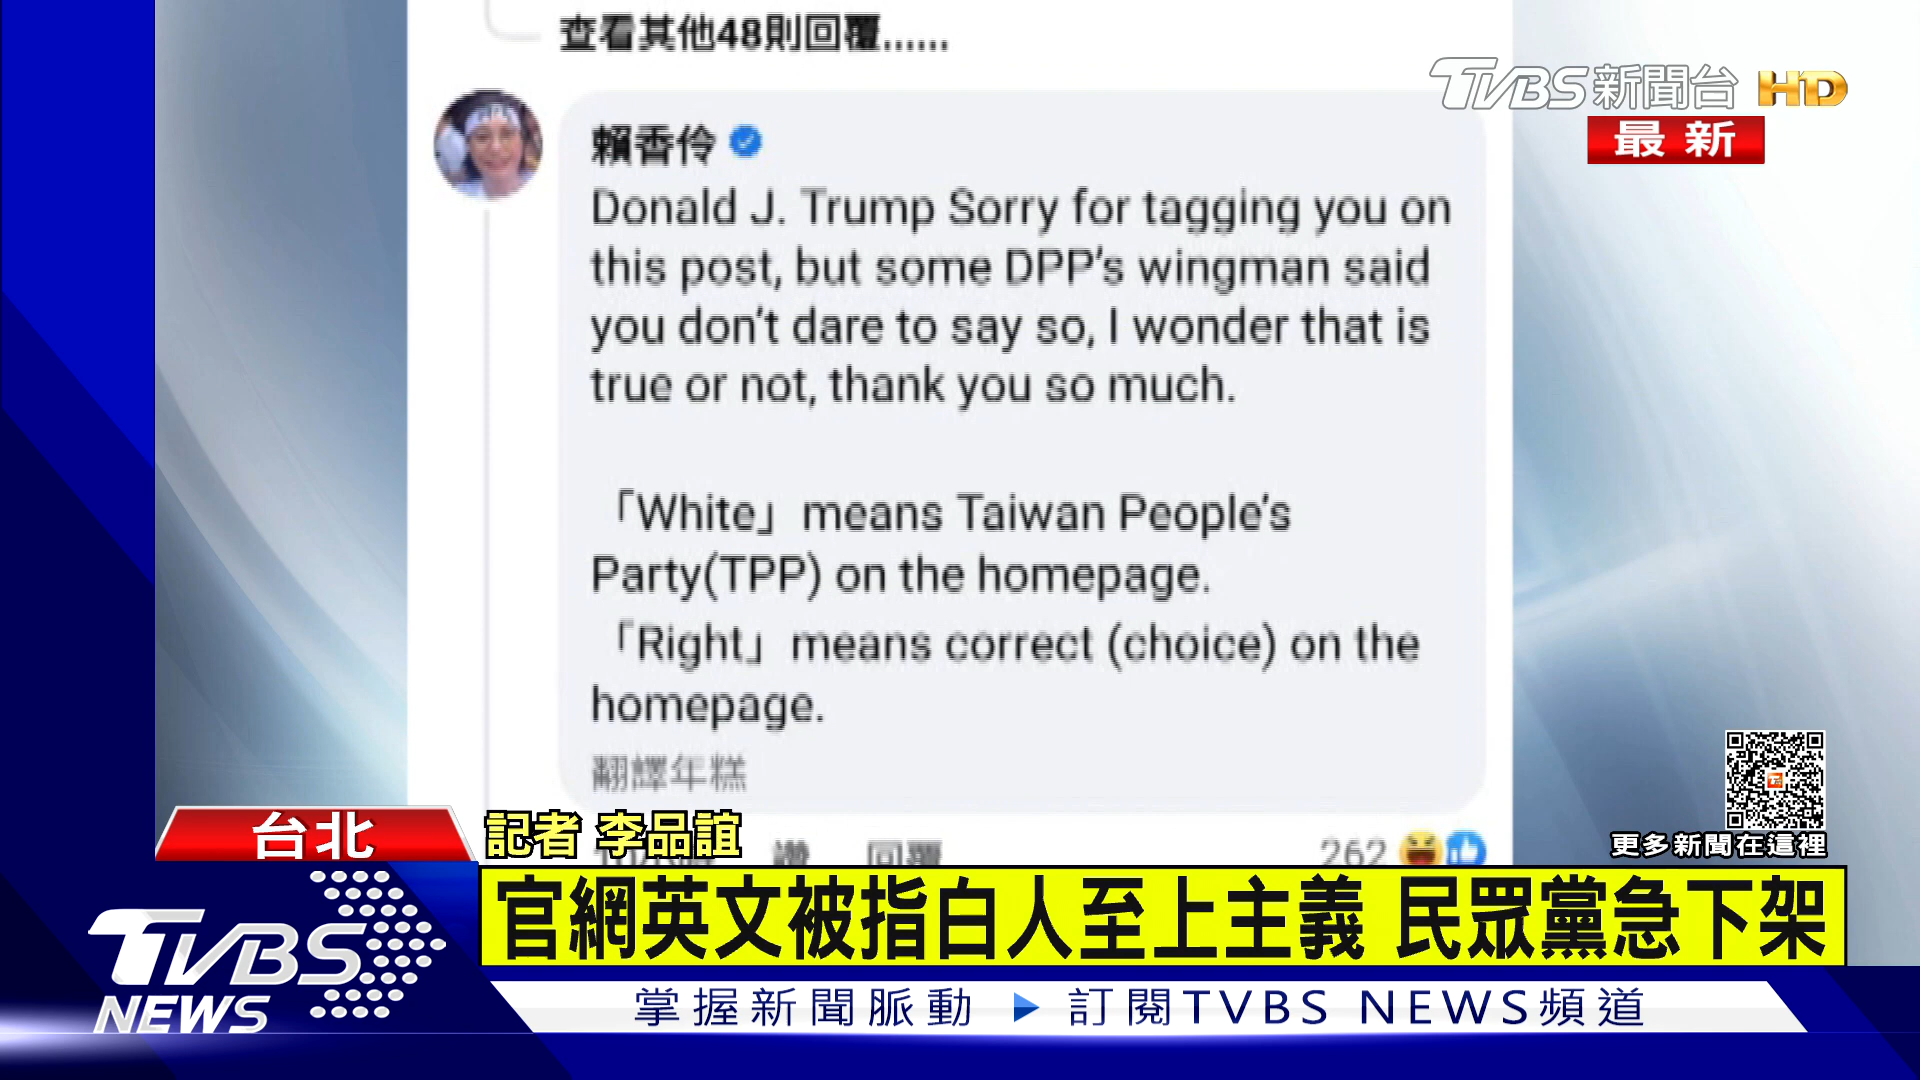 查看其他48則回覆......
TVBS新聞台 HD
最新
賴香伶
Donald J. Trump Sorry for tagging you on
this post, but some DPP's wingman said
you don't dare to say so, I wonder that is
true or not, thank you so much.
「White」means Taiwan People's
Party(TPP) on the homepage.
「Right」means correct (choice) on the
homepage.
翻譯年糕
讚 回覆 262
更多新聞在這裡
台北
記者 李品誼
官網英文被指白人至上主義 民眾黨急下架
TVBS
NEWS
掌握新聞脈動 ▶ 訂閱TVBS NEWS頻道